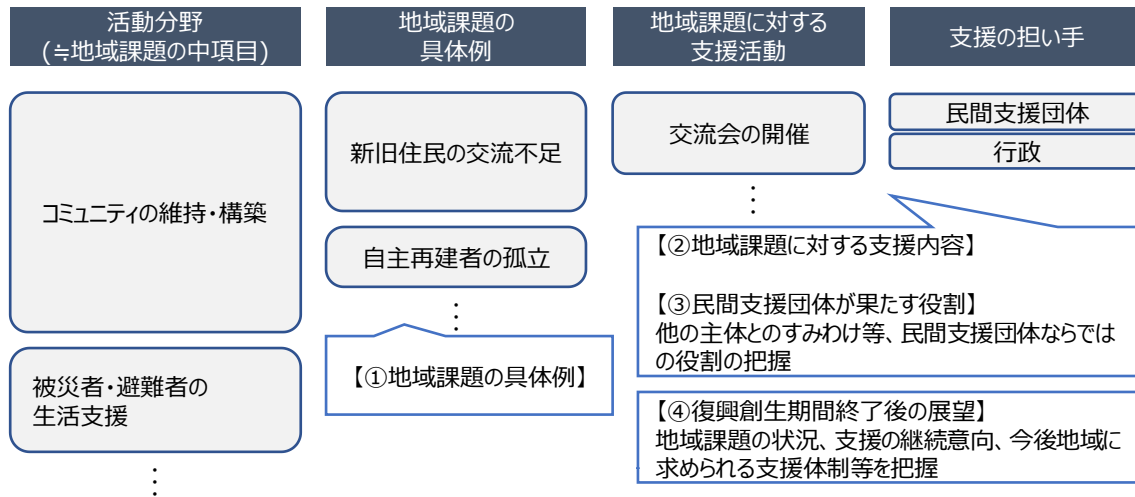 活動分野
(≒地域課題の中項目)
地域課題の
具体例
地域課題に対する
支援活動
支援の担い手
コミュニティの維持・構築
新旧住民の交流不足
交流会の開催
民間支援団体
行政
自主再建者の孤立
【①地域課題の具体例】
【②地域課題に対する支援内容】
【③民間支援団体が果たす役割】
他の主体とのすみわけ等、民間支援団体ならでは
の役割の把握
被災者・避難者の
生活支援
【④復興創生期間終了後の展望】
地域課題の状況、支援の継続意向、今後地域に
求められる支援体制等を把握